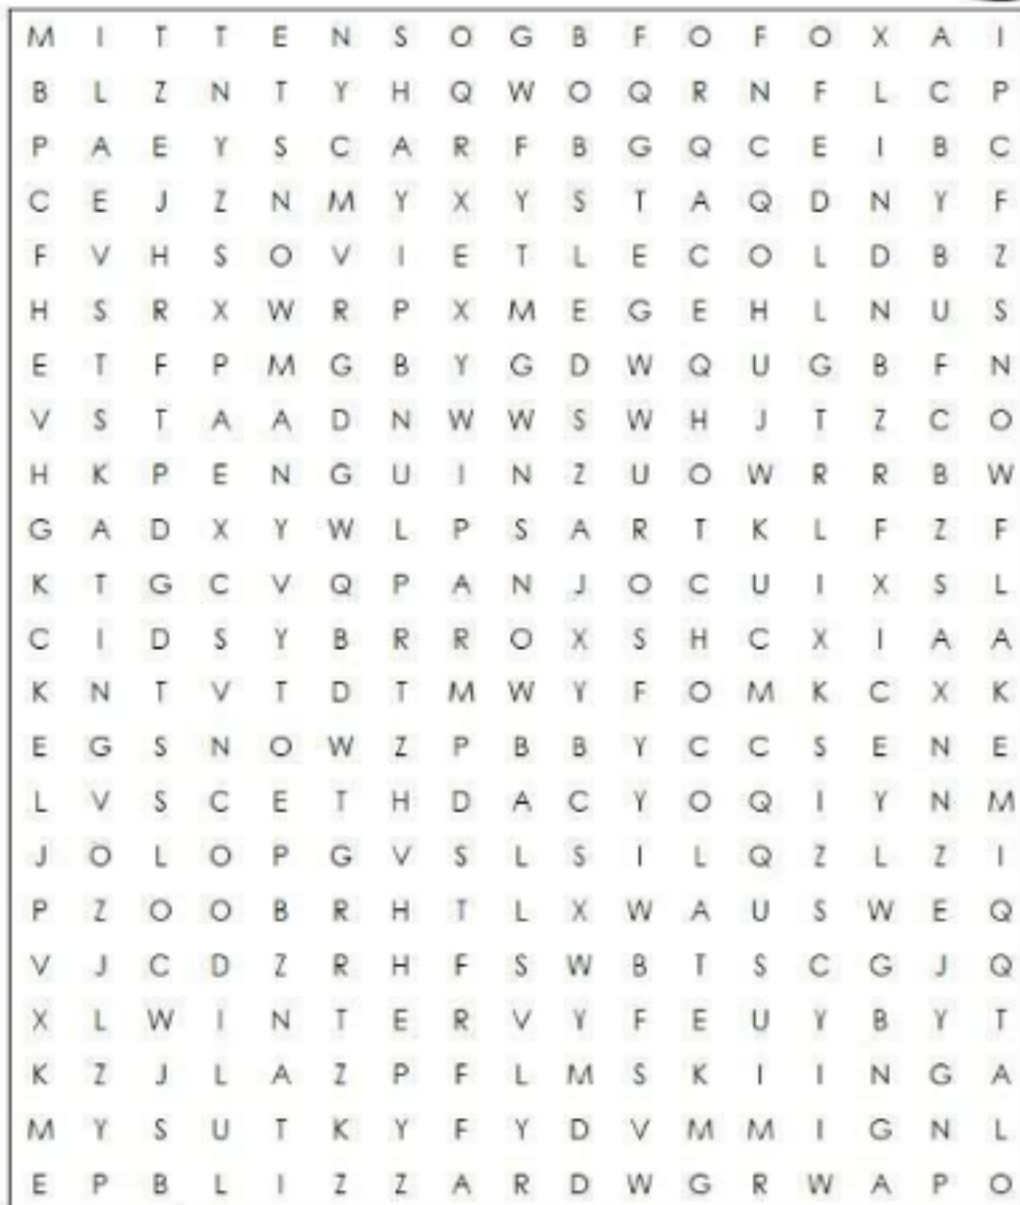 M I T T E N S O G B F O F O X A I
B L Z N T Y H Q W O Q R N F L C P
P A E Y S C A R F B G Q C E I B C
C E J Z N M Y X Y S T A Q D N Y F
F V H S O V I E T L E C O L D B Z
H S R X W R P X M E G E H L N U S
E T F P M G B Y G D W Q U G B F N
V S T A A D N W W S W H J T Z C O
H K P E N G U I N Z U O W R R B W
G A D X Y W L P S A R T K L F Z F
K T G C V Q P A N J O C U I X S L
C I D S Y B R R O X S H C X I A A
K N T V T D T M W Y F O M K C X K
E G S N O W Z P B B Y C C S E N E
L V S C E T H D A C Y O Q I Y N M
J O L O P G V S L S I L Q Z L Z I
P Z O O B R H T L X W A U S W E Q
V J C D Z R H F S W B T S C G J Q
X L W I N T E R V Y F E U Y B Y T
K Z J L A Z P F L M S K I I N G A
M Y S U T K Y F Y D V M M I G N L
E P B L I Z Z A R D W G R W A P O